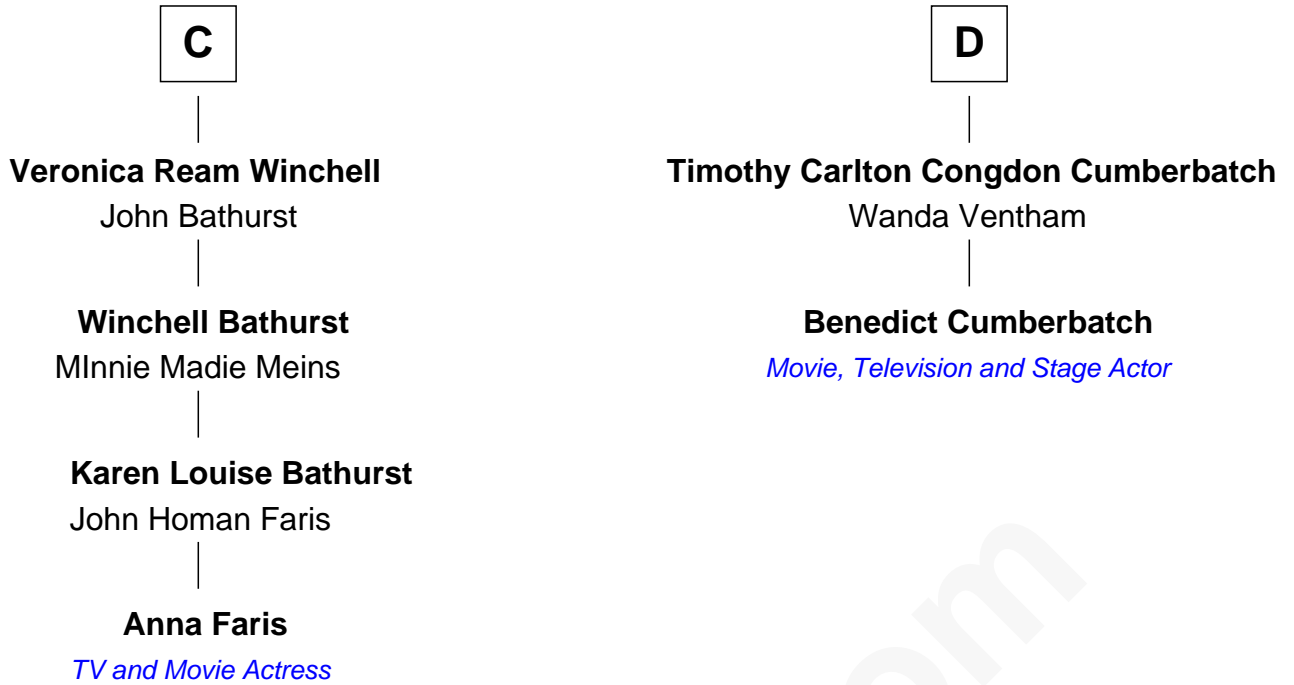 C
Veronica Ream Winchell
John Bathurst
Winchell Bathurst
MInnie Madie Meins
Karen Louise Bathurst
John Homan Faris
Anna Faris
TV and Movie Actress
D
Timothy Carlton Congdon Cumberbatch
Wanda Ventham
Benedict Cumberbatch
Movie, Television and Stage Actor
om